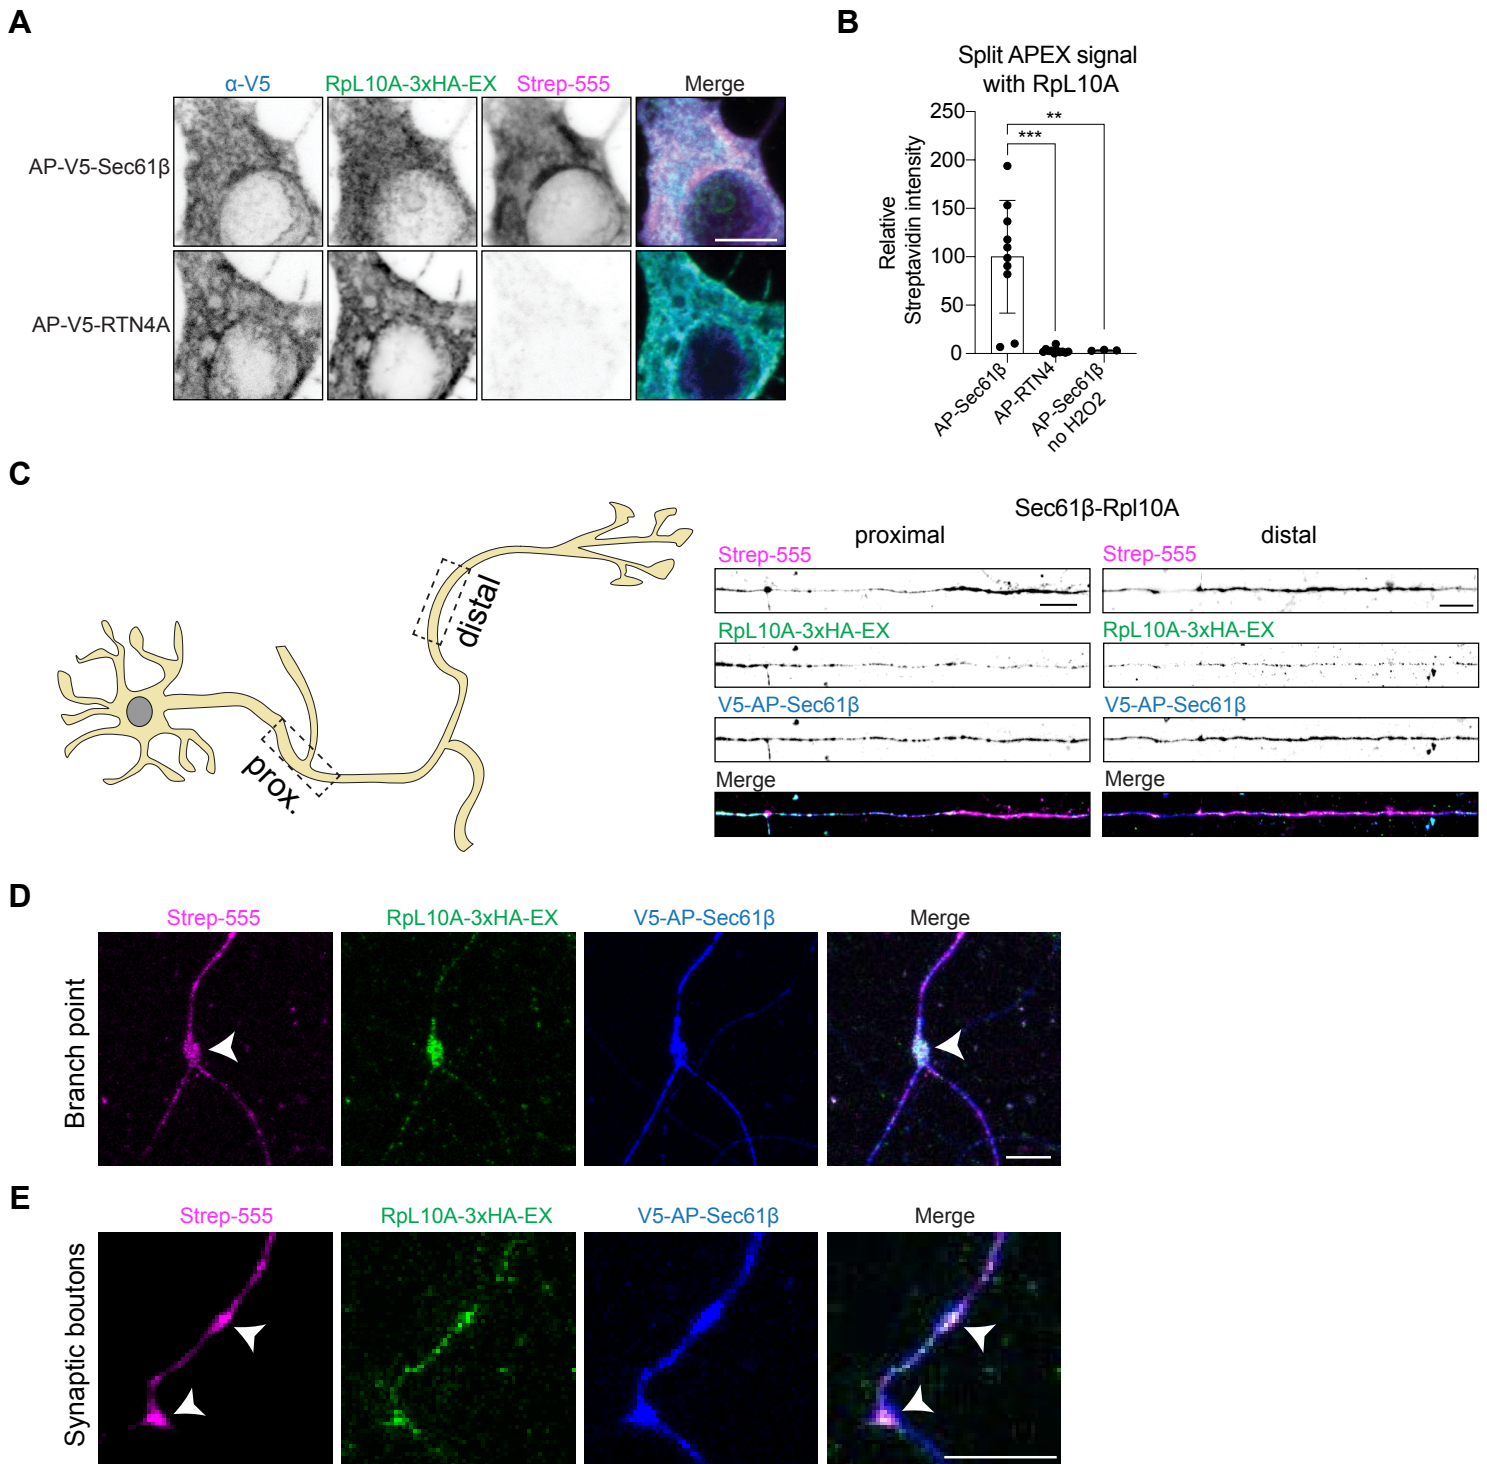 A
α-V5
RpL10A-3xHA-EX
Strep-555
Merge
AP-V5-Sec61β
AP-V5-RTN4A
B
Split APEX signal
with RpL10A
Relative
Streptavidin intensity
250
200
150
100
50
0
**
***
AP-Sec61β
AP-RTN4
AP-Sec61β
no H2O2
C
prox.
distal
Sec61β-Rpl10A
proximal
distal
Strep-555
Strep-555
RpL10A-3xHA-EX
RpL10A-3xHA-EX
V5-AP-Sec61β
V5-AP-Sec61β
Merge
Merge
D
Strep-555
RpL10A-3xHA-EX
V5-AP-Sec61β
Merge
Branch point
E
Strep-555
RpL10A-3xHA-EX
V5-AP-Sec61β
Merge
Synaptic boutons